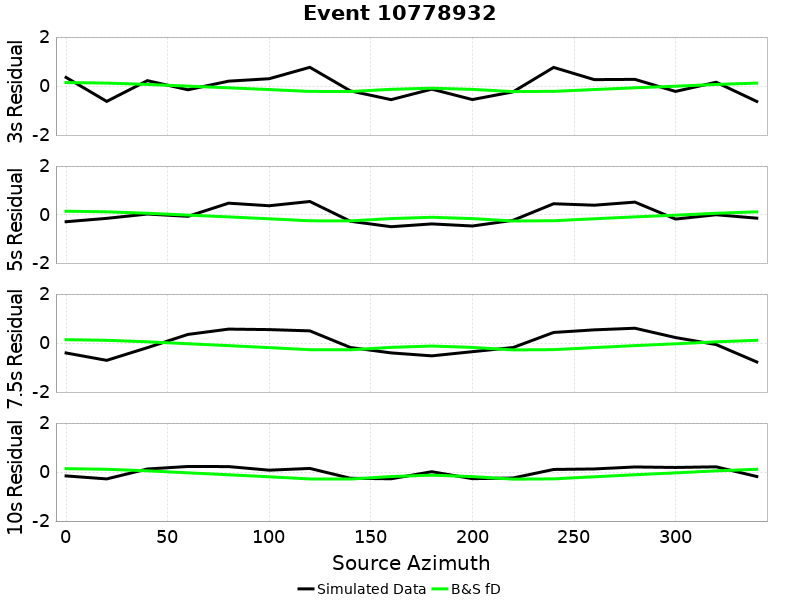 Event 10778932
3s Residual
2
0
-2
5s Residual
2
0
-2
7.5s Residual
2
0
-2
10s Residual
2
0
-2
0 50 100 150 200 250 300
Source Azimuth
Simulated Data B&S fD